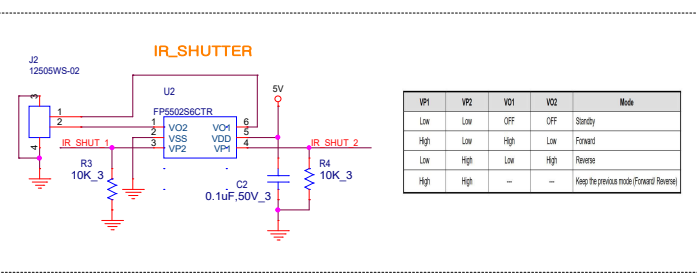 IR_SHUTTER
J2
12505WS-02
3
1
2
4
U2
FP5502S6CTR
1 VO2 VO1 6
2 VSS VDD 5
3 VP2 VP1 4
5V
IR_SHUT_1
IR_SHUT_2
R3
10K_3
R4
10K_3
C2
0.1uF,50V_3
VP1 VP2 VO1 VO2 Mode
Low Low OFF OFF Standby
High Low High Low Forward
Low High Low High Reverse
High High --- --- Keep the previous mode (Forward/ Reverse)